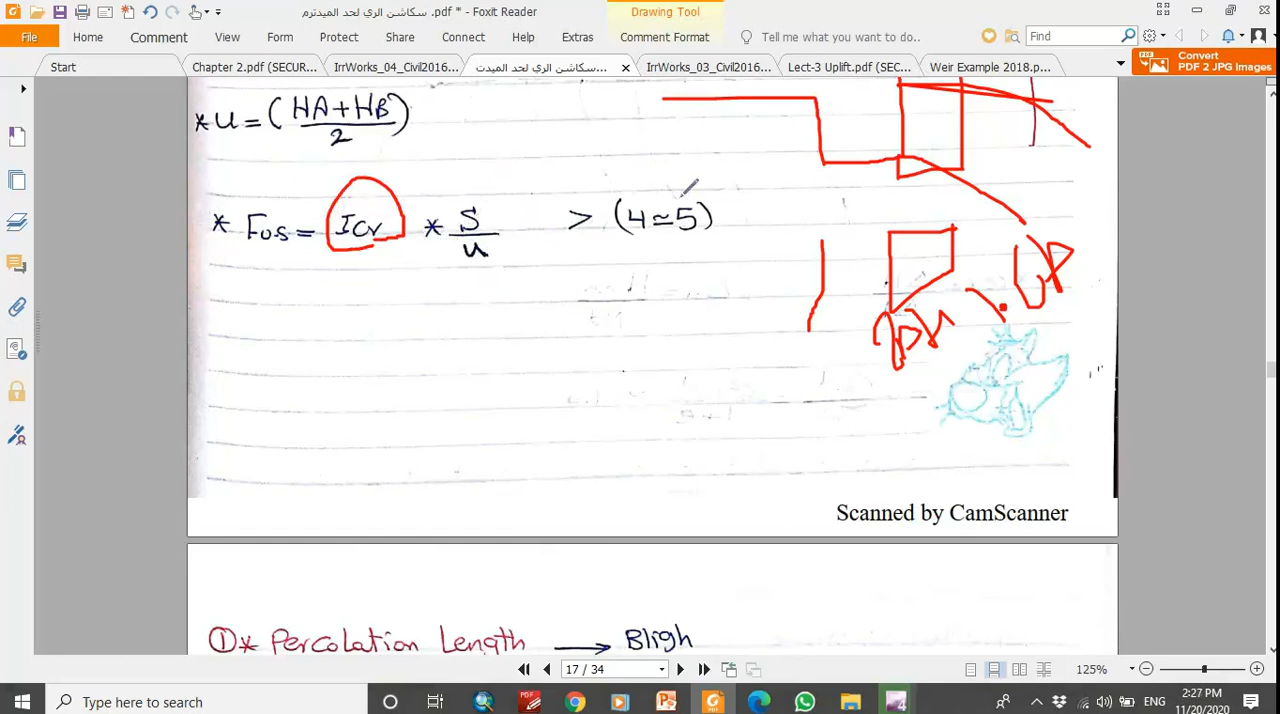 سكاشن الري لحد الميدترم. pdf * - Foxit Reader
Drawing Tool
File Home Comment View Form Protect Share Connect Help Extras Comment Format Tell me what you want to do... Find
Start Chapter 2.pdf (SECUR... IrrWorks_04_Civil20... سكاشن الري لحد الميدت... IrrWorks_03_Civil2016... Lect-3 Uplift.pdf (SEC... Weir Example 2018.p...
Convert
PDF 2 JPG Images
* u = (HA + HB / 2)
* Fos = Icr * S / u > (4 ≃ 5)
UP
Scanned by CamScanner
① * Percolation Length → Bligh
17 / 34
125%
Type here to search
ENG
2:27 PM
11/20/2020